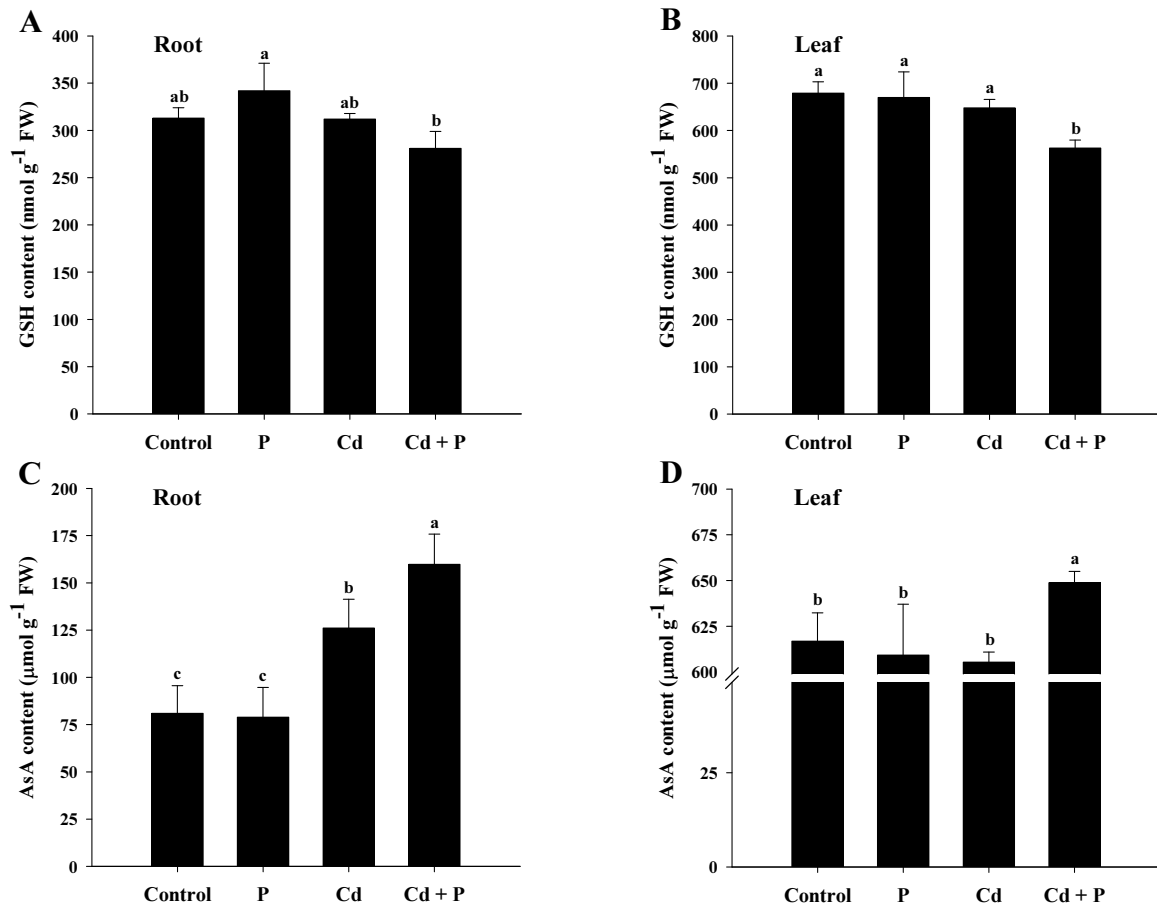 A
Root
GSH content (nmol g-1 FW)
400
350
300
250
200
150
100
50
0
ab
a
ab
b
Control P Cd Cd + P
B
Leaf
GSH content (nmol g-1 FW)
800
700
600
500
400
300
200
100
0
a
a
a
b
Control P Cd Cd + P
C
Root
AsA content (μmol g-1 FW)
200
175
150
125
100
75
50
25
0
c
c
b
a
Control P Cd Cd + P
D
Leaf
AsA content (μmol g-1 FW)
700
675
650
625
600
25
0
b
b
b
a
Control P Cd Cd + P